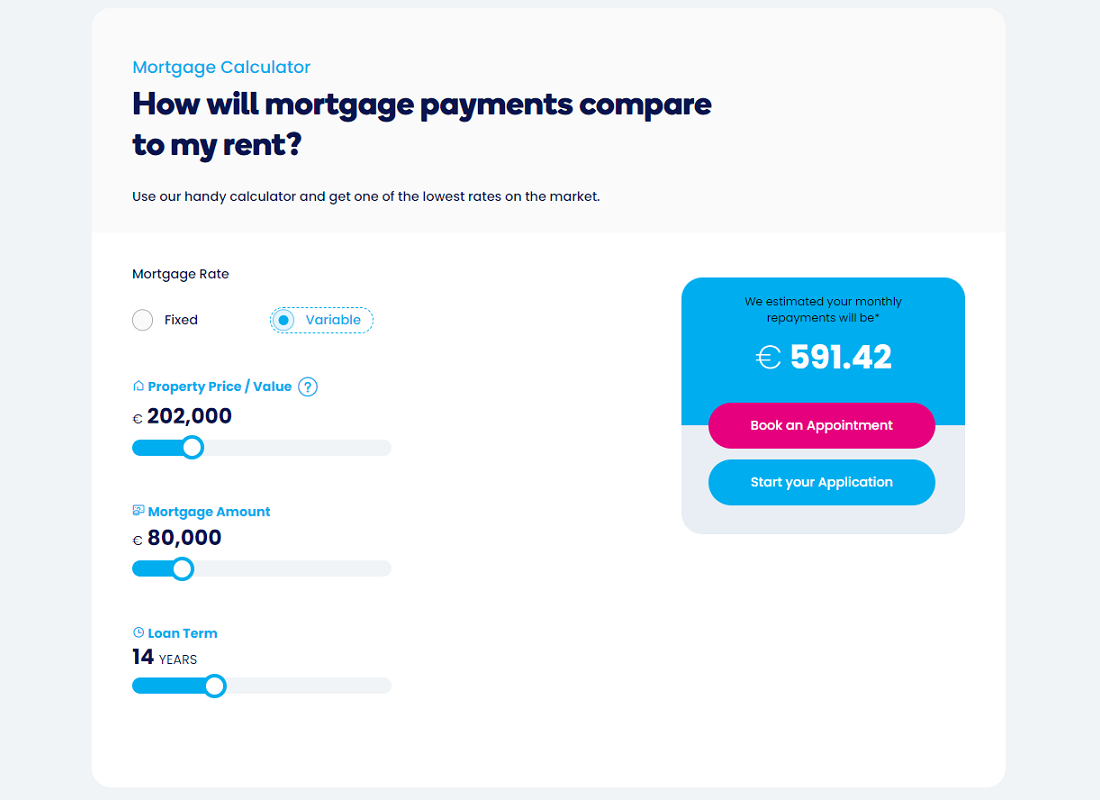 Mortgage Calculator
How will mortgage payments compare
to my rent?
Use our handy calculator and get one of the lowest rates on the market.
Mortgage Rate
Fixed
Variable
Property Price / Value ?
€ 202,000
Mortgage Amount
€ 80,000
Loan Term
14 YEARS
We estimated your monthly
repayments will be*
€ 591.42
Book an Appointment
Start your Application